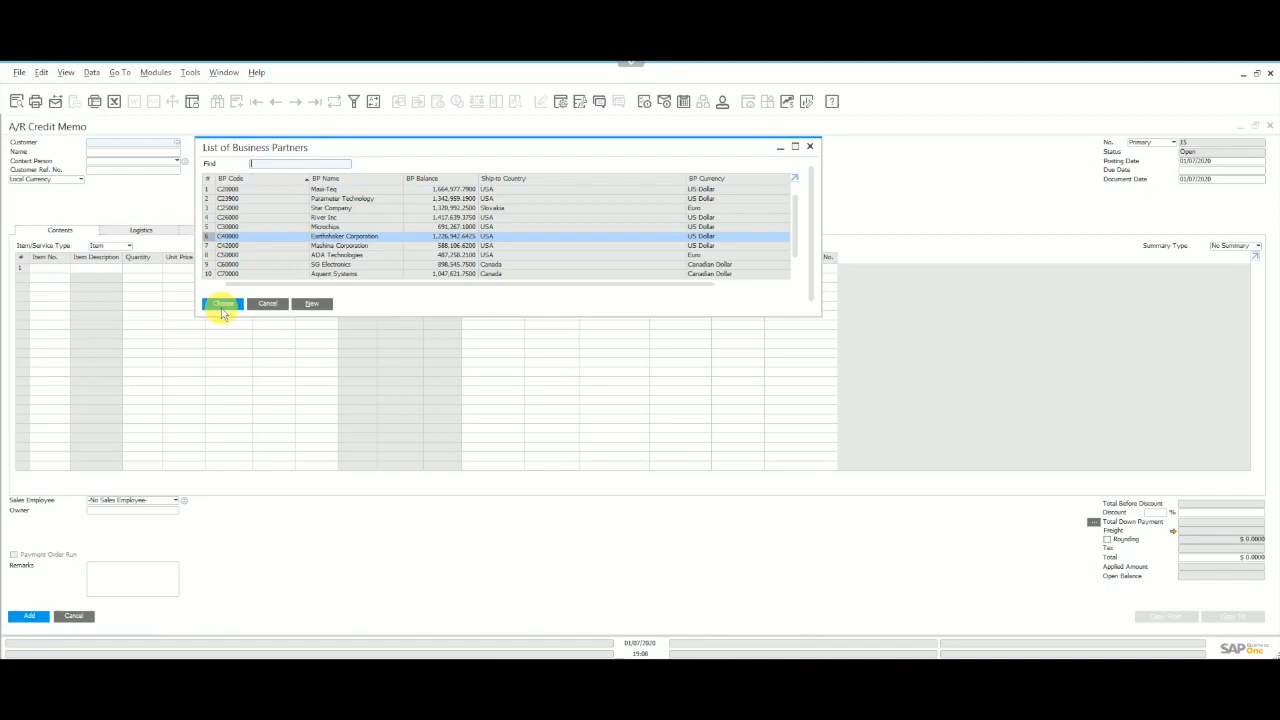 File Edit View Data Go To Modules Tools Window Help
A/R Credit Memo
Customer
Name
Contact Person
Customer Ref. No.
Local Currency
No. Primary 15
Status Open
Posting Date 01/07/2020
Due Date
Document Date 01/07/2020
List of Business Partners
Find
# BP Code BP Name BP Balance Ship-to Country BP Currency
1 C20000 Maxi-Teq 1,664,977.7900 USA US Dollar
2 C23900 Parameter Technology 1,342,959.1900 USA US Dollar
3 C25000 Star Company 1,320,992.2500 Slovakia Euro
4 C26000 River Inc 1,417,639.3750 USA US Dollar
5 C30000 Microchips 691,267.1000 USA US Dollar
6 C40000 Earthshaker Corporation 1,226,942.6425 USA US Dollar
7 C42000 Mashina Corporation 588,106.6200 USA US Dollar
8 C50000 ADA Technologies 487,258.2100 USA Euro
9 C60000 SG Electronics 898,545.7500 Canada Canadian Dollar
10 C70000 Aquent Systems 1,047,621.7500 Canada Canadian Dollar
Choose Cancel New
Contents Logistics
Item/Service Type Item
Summary Type No Summary
# Item No. Item Description Quantity Unit Price No.
1
Sales Employee -No Sales Employee-
Owner
Payment Order Run
Remarks
Total Before Discount
Discount %
Total Down Payment
Freight
Rounding $ 0.0000
Tax
Total $ 0.0000
Applied Amount
Open Balance
Add Cancel
Copy From Copy To
01/07/2020
19:08
SAP Business One